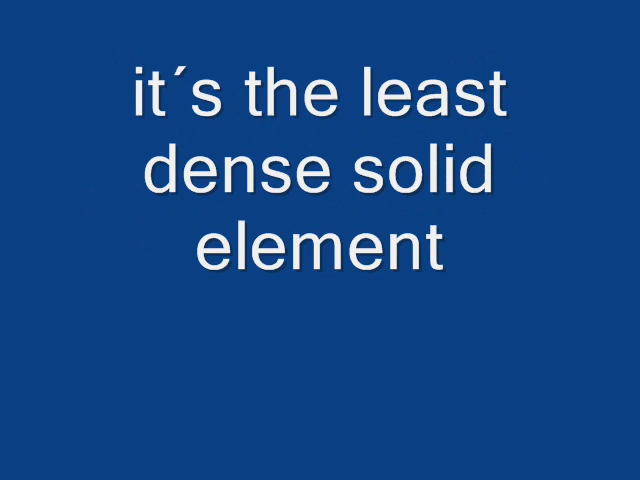 it´s the least
dense solid
element